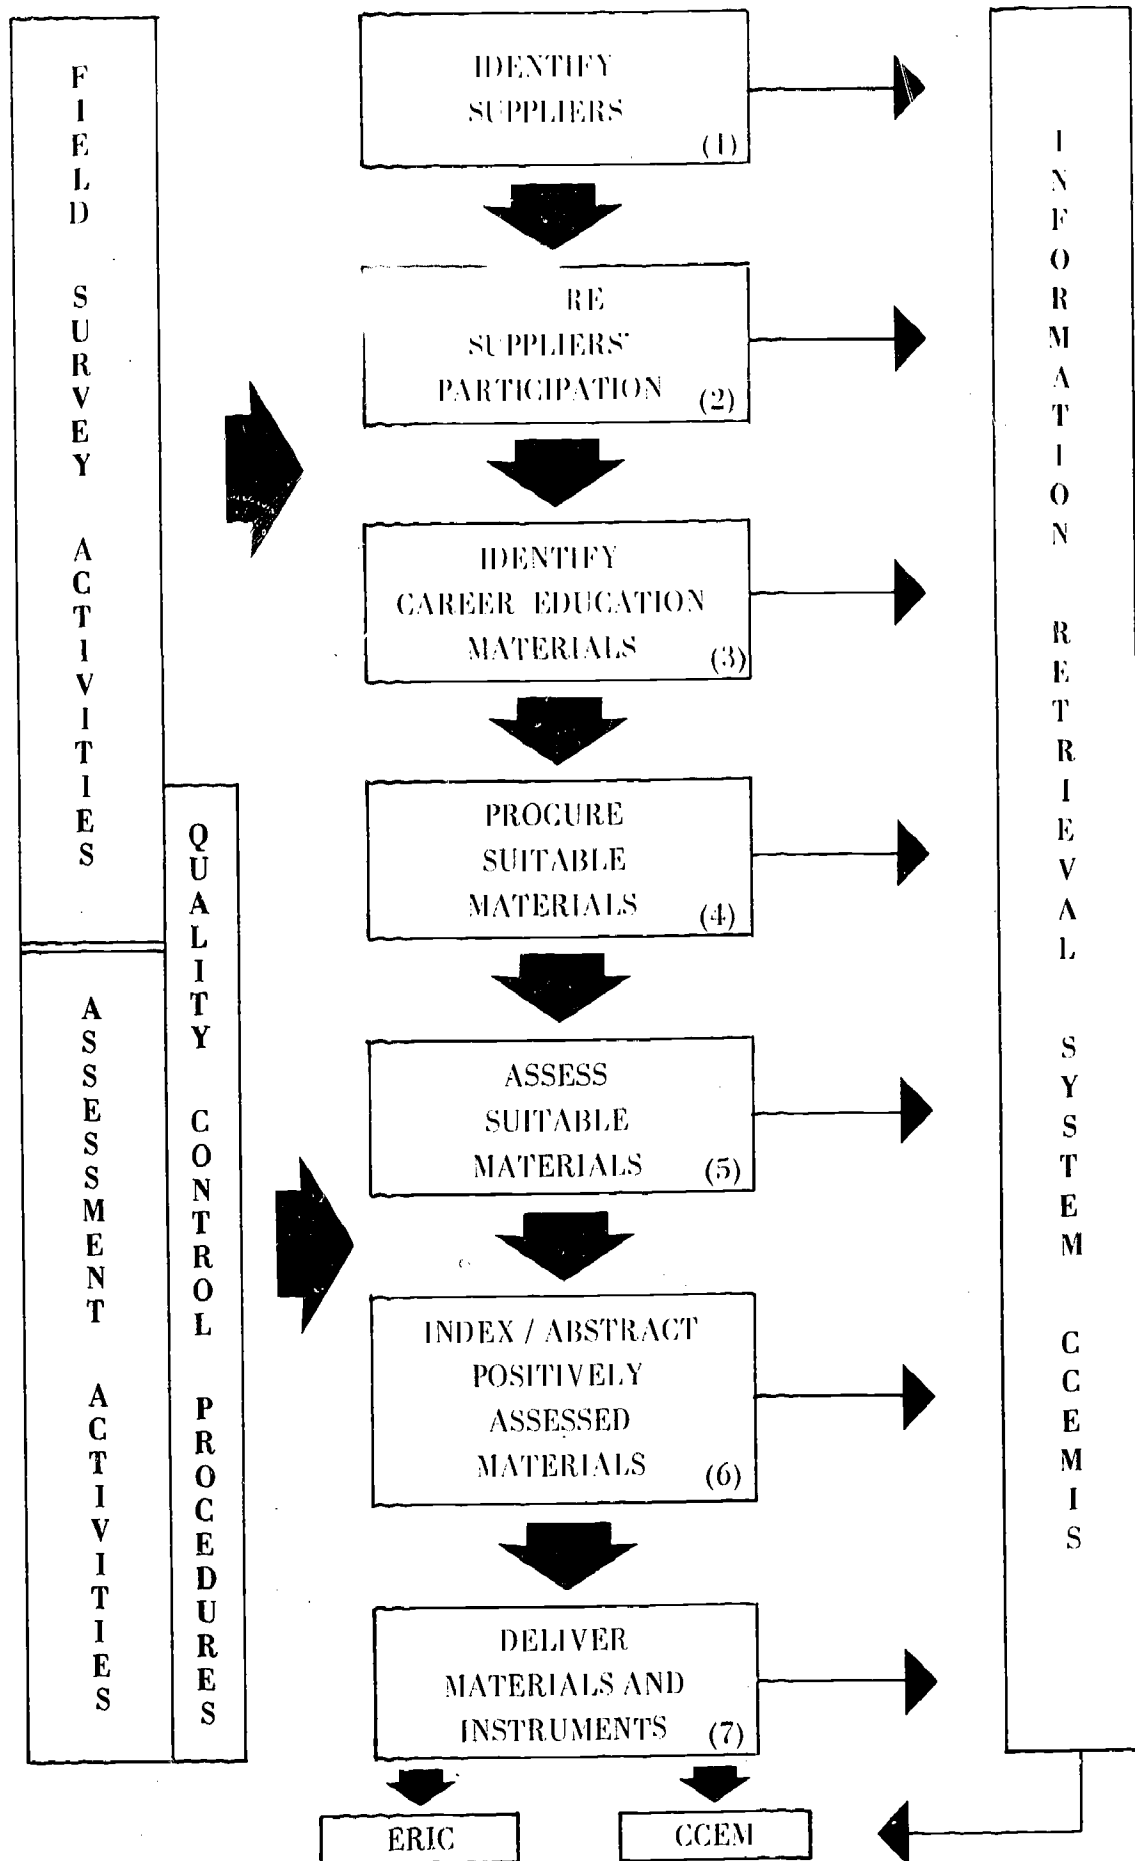 FIELD SURVEY ACTIVITIES
ASSESSMENT ACTIVITIES
QUALITY CONTROL PROCEDURES
IDENTIFY
SUPPLIERS
(1)
RE
SUPPLIERS'
PARTICIPATION
(2)
IDENTIFY
CAREER EDUCATION
MATERIALS
(3)
PROCURE
SUITABLE
MATERIALS
(4)
ASSESS
SUITABLE
MATERIALS
(5)
INDEX / ABSTRACT
POSITIVELY
ASSESSED
MATERIALS
(6)
DELIVER
MATERIALS AND
INSTRUMENTS
(7)
ERIC
CCEM
INFORMATION RETRIEVAL SYSTEM CCEMIS